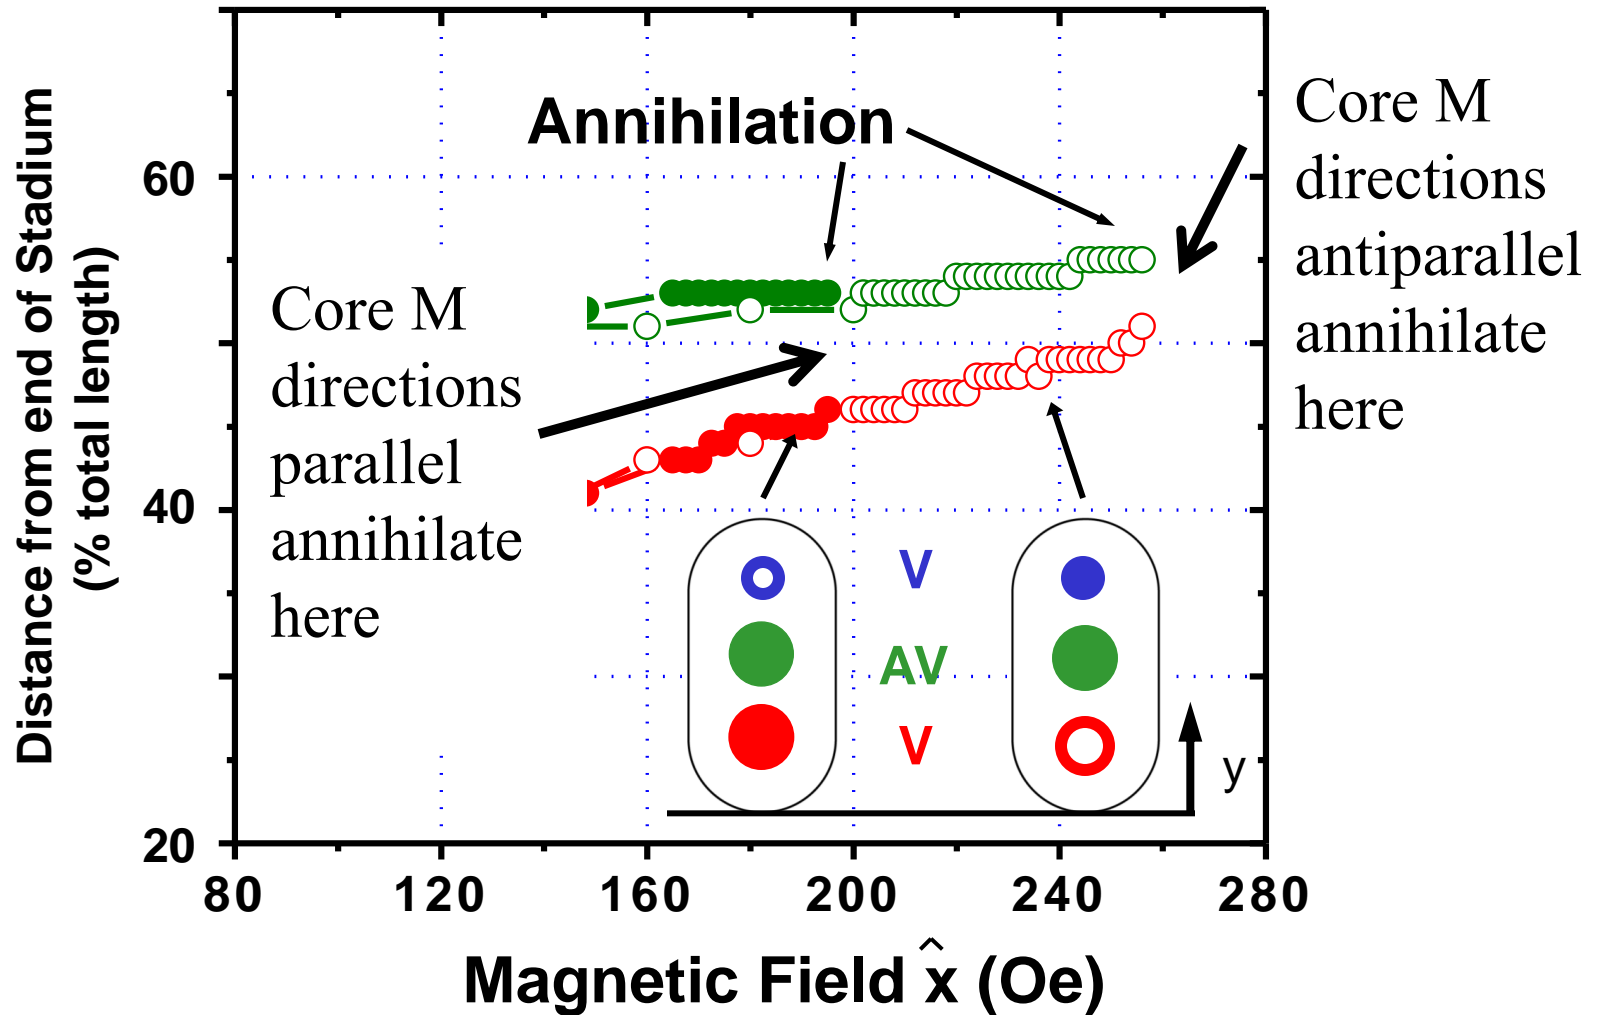 Distance from end of Stadium
(% total length)
60
40
20
80
120
160
200
240
280
Magnetic Field x̂ (Oe)
Annihilation
Core M
directions
parallel
annihilate
here
Core M
directions
antiparallel
annihilate
here
V
AV
V
y